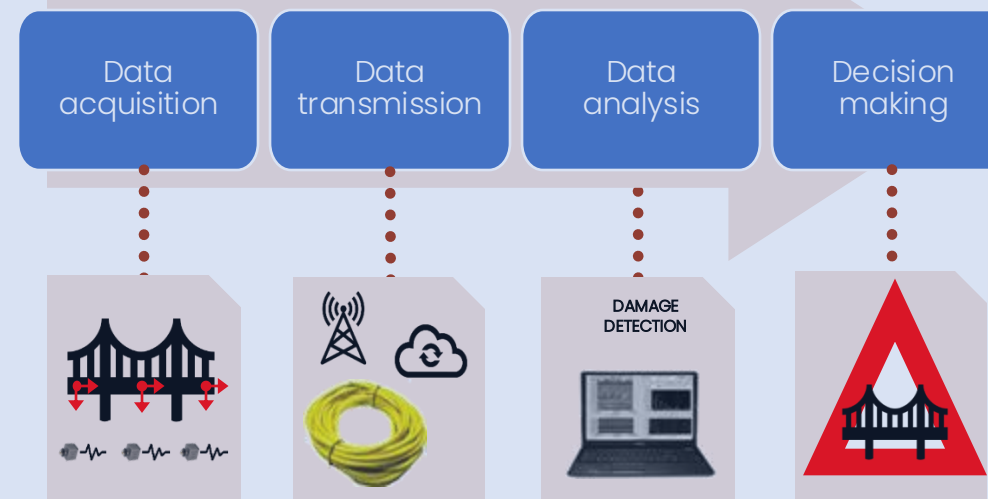 Data
acquisition
Data
transmission
Data
analysis
Decision
making
DAMAGE
DETECTION